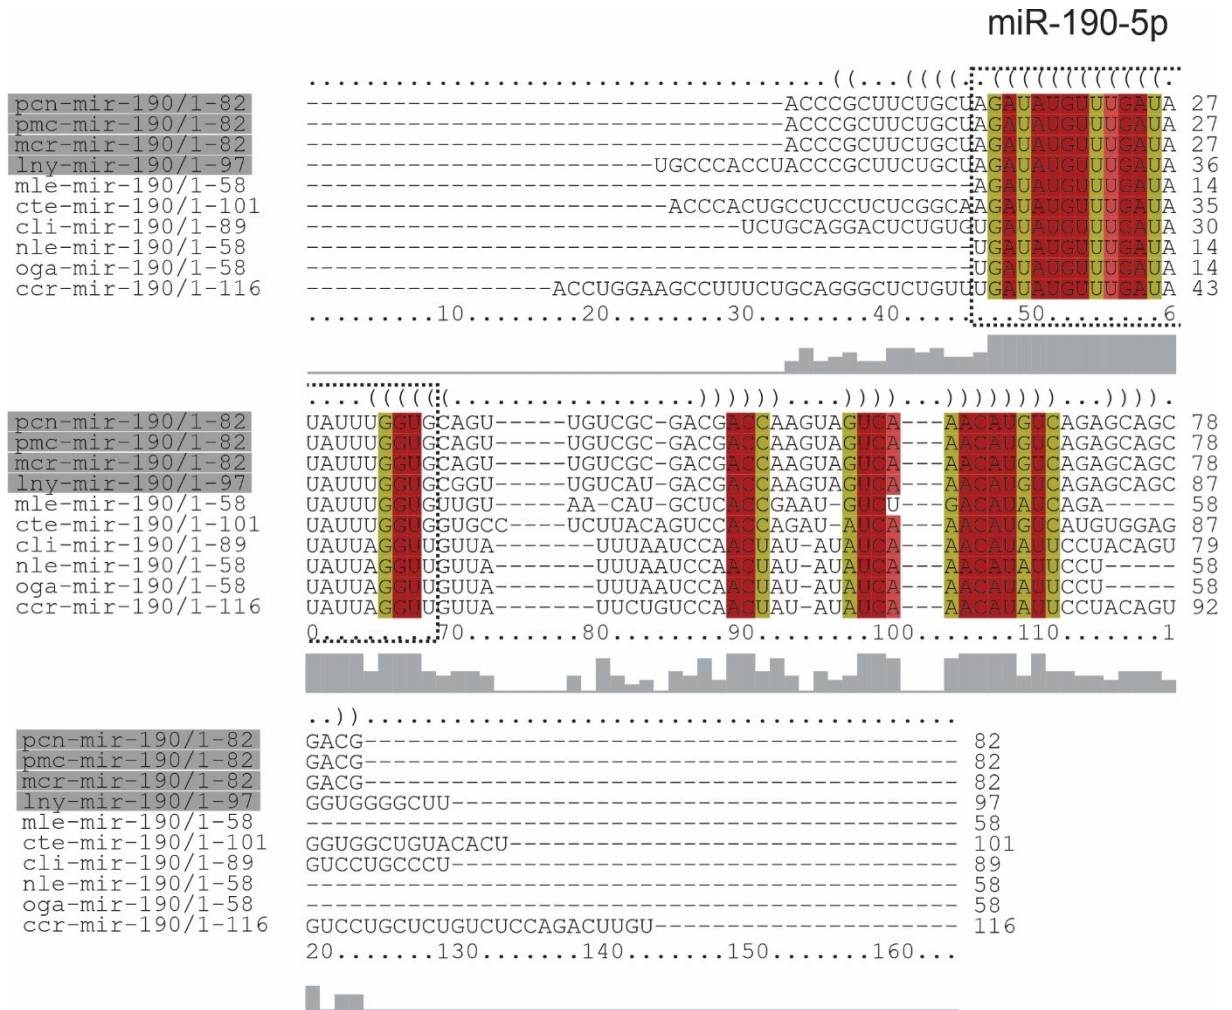 miR-190-5p
....................................((...((((..((((((((((((.
pcn-mir-190/1-82 ---------------------------------ACCCGCUUCUGCUAGAUAUGUUUGAUA 27
pmc-mir-190/1-82 ---------------------------------ACCCGCUUCUGCUAGAUAUGUUUGAUA 27
mcr-mir-190/1-82 ---------------------------------ACCCGCUUCUGCUAGAUAUGUUUGAUA 27
lny-mir-190/1-97 ------------------------UGCCCACCUACCCGCUUCUGCUAGAUAUGUUUGAUA 36
mle-mir-190/1-58 ----------------------------------------------AGAUAUGUUUGAUA 14
cte-mir-190/1-101 -------------------------ACCCACUGCCUCCUCUCGGCAAGAUAUGUUUGAUA 35
cli-mir-190/1-89 ------------------------------UCUGCAGGACUCUGUGUGAUAUGUUUGAUA 30
nle-mir-190/1-58 ----------------------------------------------UGAUAUGUUUGAUA 14
oga-mir-190/1-58 ----------------------------------------------UGAUAUGUUUGAUA 14
ccr-mir-190/1-116 -----------------ACCUGGAAGCCUUUCUGCAGGGCUCUGUUUGAUAUGUUUGAUA 43
.........10........20........30........40........50........6
....((((((.................))))))....))))...))))))))...)))).
pcn-mir-190/1-82 UAUUUGGUGCAGU-----UGUCGC-GACGACCAAGUAGUCA---AACAUGUCAGAGCAGC 78
pmc-mir-190/1-82 UAUUUGGUGCAGU-----UGUCGC-GACGACCAAGUAGUCA---AACAUGUCAGAGCAGC 78
mcr-mir-190/1-82 UAUUUGGUGCAGU-----UGUCGC-GACGACCAAGUAGUCA---AACAUGUCAGAGCAGC 78
lny-mir-190/1-97 UAUUUGGUGCGGU-----UGUCAU-GACGACCAAGUAGUCA---AACAUGUCAGAGCAGC 87
mle-mir-190/1-58 UAUUUGGUGUUGU-----AA-CAU-GCUCACCGAAU-GUCU---GACAUAUCAGA----- 58
cte-mir-190/1-101 UAUUUGGUGGUGCC----UCUUACAGUCCACCAGAU-AUCA---AACAUGUCAUGUGGAG 87
cli-mir-190/1-89 UAUUAGGUUGUUA-------UUUAAUCCAACUAU-AUAUCA---AACAUAUUCCUACAGU 79
nle-mir-190/1-58 UAUUAGGUUGUUA-------UUUAAUCCAACUAU-AUAUCA---AACAUAUUCCU----- 58
oga-mir-190/1-58 UAUUAGGUUGUUA-------UUUAAUCCAACUAU-AUAUCA---AACAUAUUCCU----- 58
ccr-mir-190/1-116 UAUUAGGUUGUUA-------UUCUGUCCAACUAU-AUAUCA---AACAUAUUCCUACAGU 92
0........70........80........90........100.......110.......1
..)).........................................
pcn-mir-190/1-82 GACG----------------------------------------- 82
pmc-mir-190/1-82 GACG----------------------------------------- 82
mcr-mir-190/1-82 GACG----------------------------------------- 82
lny-mir-190/1-97 GGUGGGGCUU----------------------------------- 97
mle-mir-190/1-58 --------------------------------------------- 58
cte-mir-190/1-101 GGUGGCUGUACACU------------------------------- 101
cli-mir-190/1-89 GUCCUGCCCU----------------------------------- 89
nle-mir-190/1-58 --------------------------------------------- 58
oga-mir-190/1-58 --------------------------------------------- 58
ccr-mir-190/1-116 GUCCUGCUCUGUCUCCAGACUUGU--------------------- 116
20.......130.......140.......150.......160...